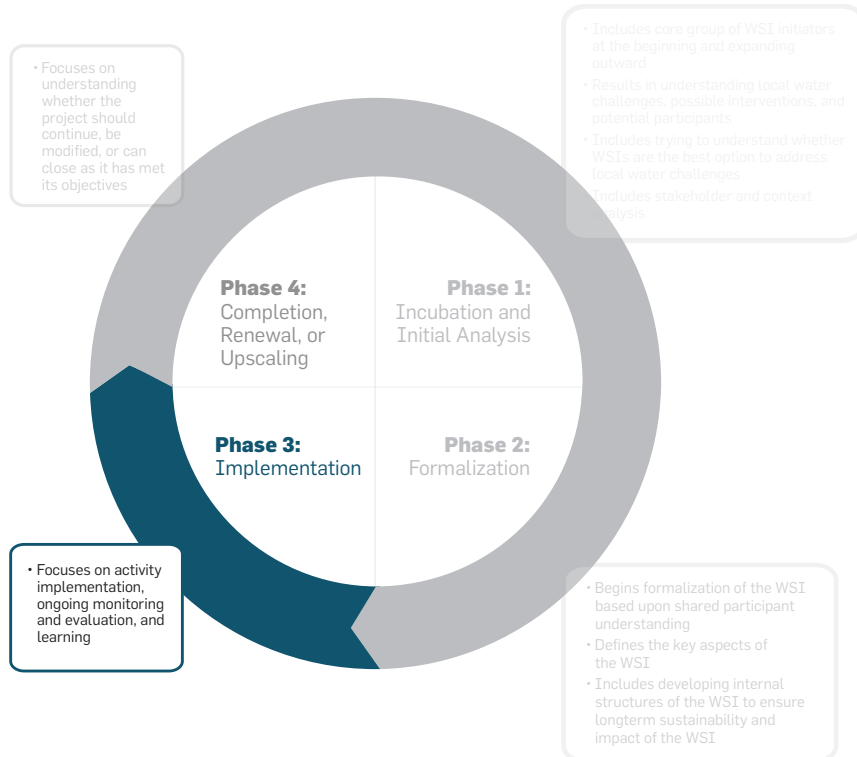 • Focuses on
understanding
whether the
project should
continue, be
modified, or can
close as it has met
its objectives
• Includes core group of WSI initiators
at the beginning and expanding
outward
• Results in understanding local water
challenges, possible interventions, and
potential participants
• Includes trying to understand whether
WSIs are the best option to address
local water challenges
• Includes stakeholder and context
analysis
Phase 4:
Completion,
Renewal, or
Upscaling
Phase 1:
Incubation and
Initial Analysis
Phase 3:
Implementation
Phase 2:
Formalization
• Focuses on activity
implementation,
ongoing monitoring
and evaluation, and
learning
• Begins formalization of the WSI
based upon shared participant
understanding
• Defines the key aspects of
the WSI
• Includes developing internal
structures of the WSI to ensure
longterm sustainability and
impact of the WSI